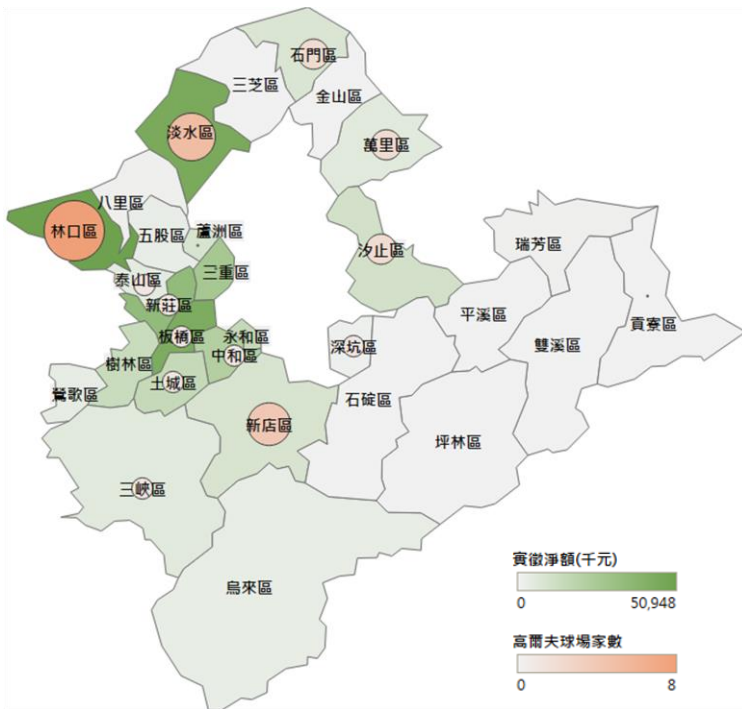 石門區
三芝區
金山區
淡水區
萬里區
八里區
林口區
五股區
蘆洲區
汐止區
瑞芳區
三重區
泰山區
新莊區
平溪區
貢寮區
板橋區
永和區
深坑區
雙溪區
中和區
樹林區
土城區
鶯歌區
石碇區
新店區
坪林區
三峽區
烏來區
實徵淨額(千元)
0 50,948
高爾夫球場家數
0 8